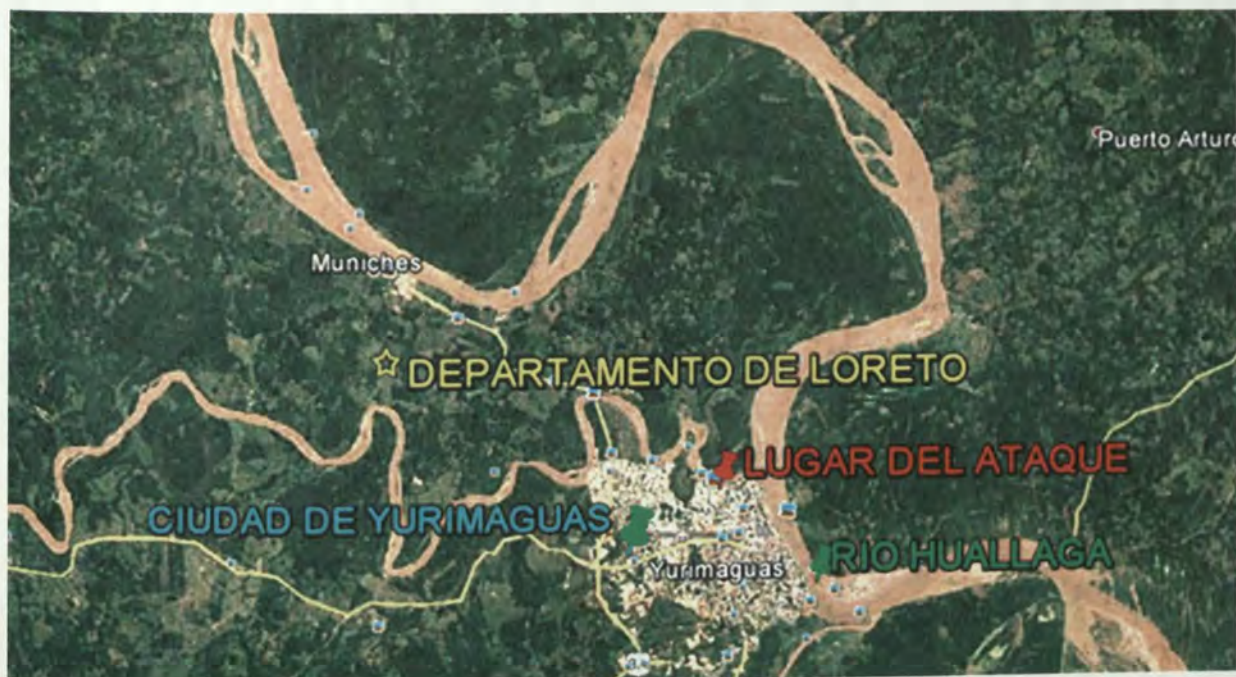 Puerto Arturo
Muniches
DEPARTAMENTO DE LORETO
LUGAR DEL ATAQUE
CIUDAD DE YURIMAGUAS
RIO HUALLAGA
Yurimaguas